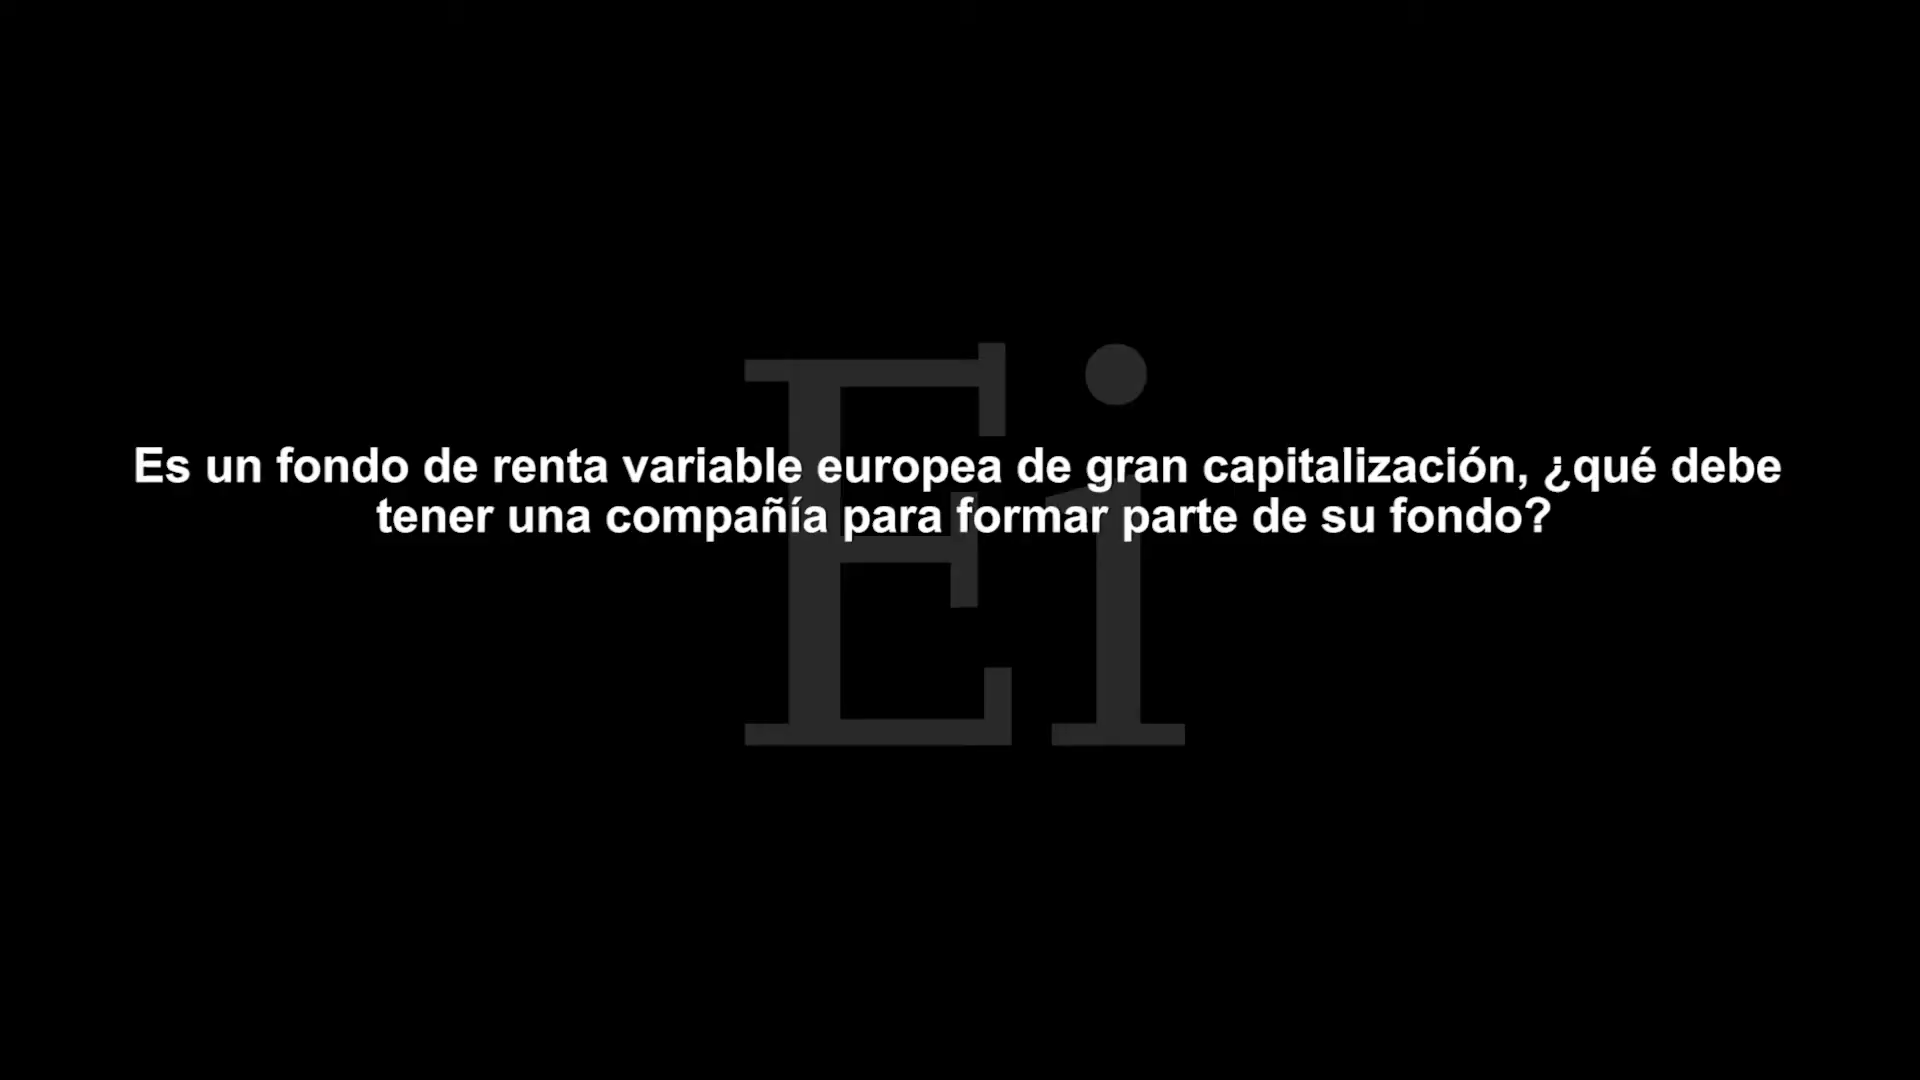 Es un fondo de renta variable europea de gran capitalización, ¿qué debe
tener una compañía para formar parte de su fondo?
Ei